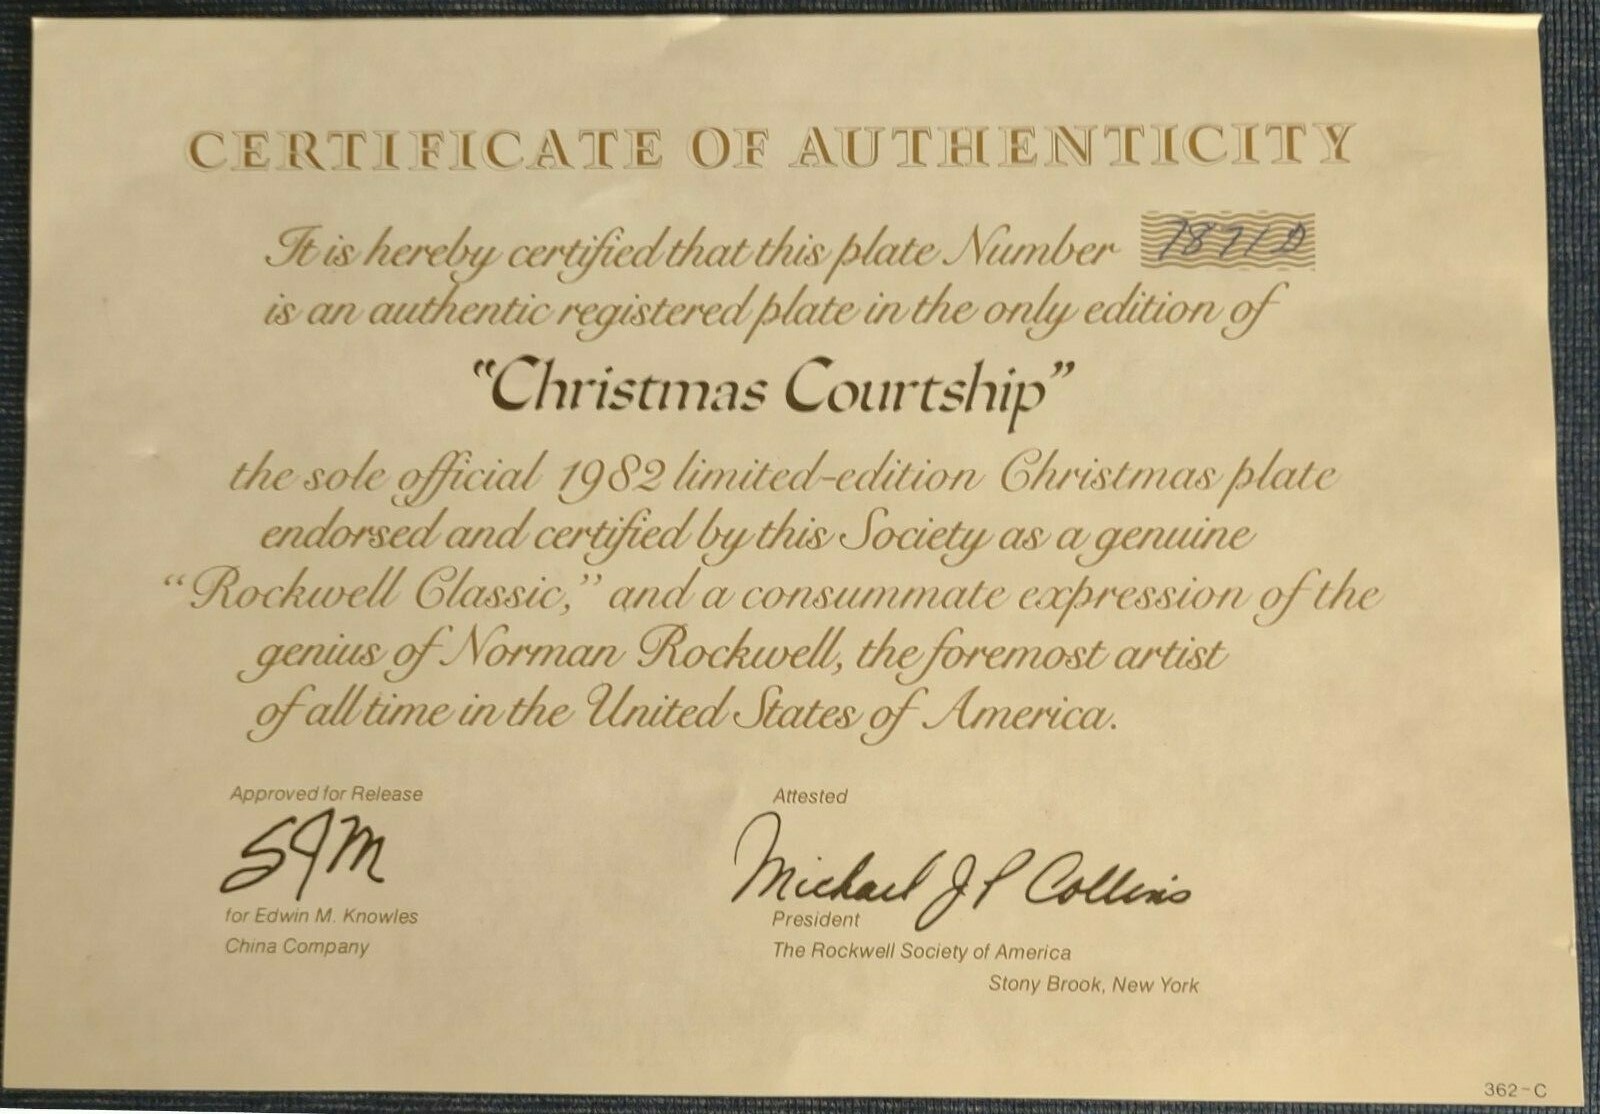 CERTIFICATE OF AUTHENTICITY
It is hereby certified that this plate Number 7871D
is an authentic registered plate in the only edition of
“Christmas Courtship”
the sole official 1982 limited-edition Christmas plate
endorsed and certified by this Society as a genuine
“Rockwell Classic,” and a consummate expression of the
genius of Norman Rockwell, the foremost artist
of all time in the United States of America.
Approved for Release
SJM
for Edwin M. Knowles
China Company
Attested
Michael J P Collins
President
The Rockwell Society of America
Stony Brook, New York
362-C